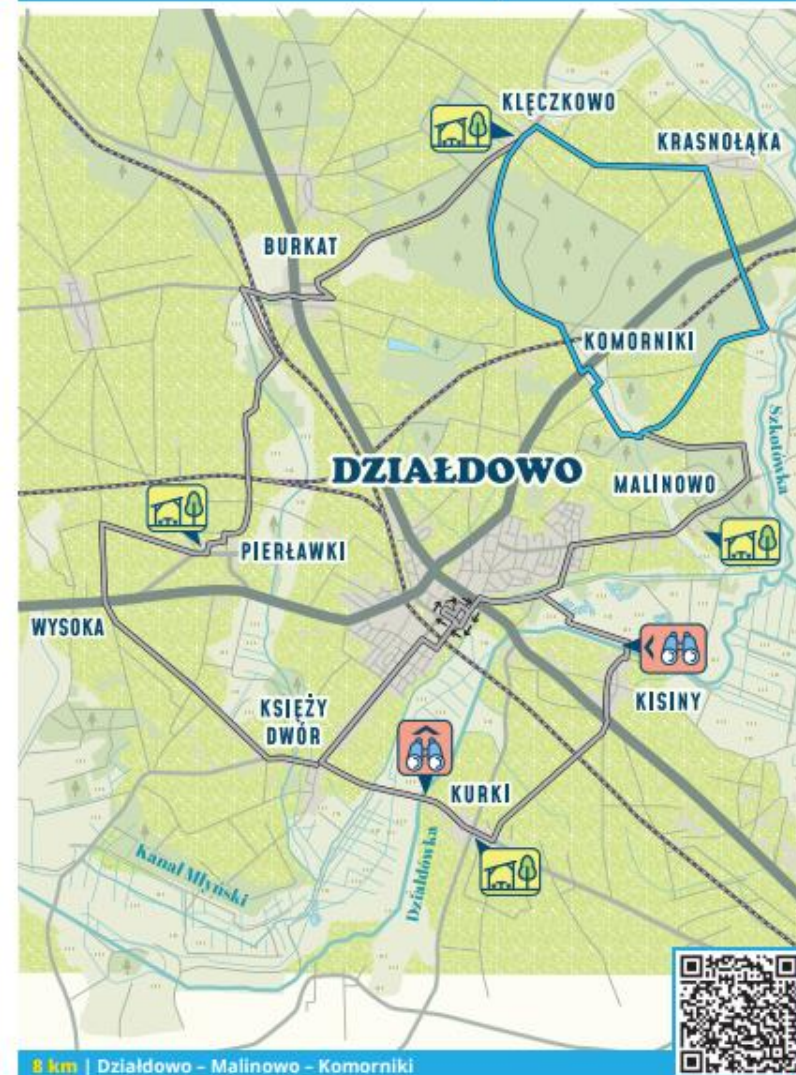 KLĘCZKOWO
KRASNOŁĄKA
BURKAT
KOMORNIKI
Szkotówka
DZIAŁDOWO
MALINOWO
PIERŁAWKI
WYSOKA
KISINY
KSIĘŻY
DWÓR
KURKI
Kanał Młyński
Działdówka
8 km | Działdowo – Malinowo – Komorniki